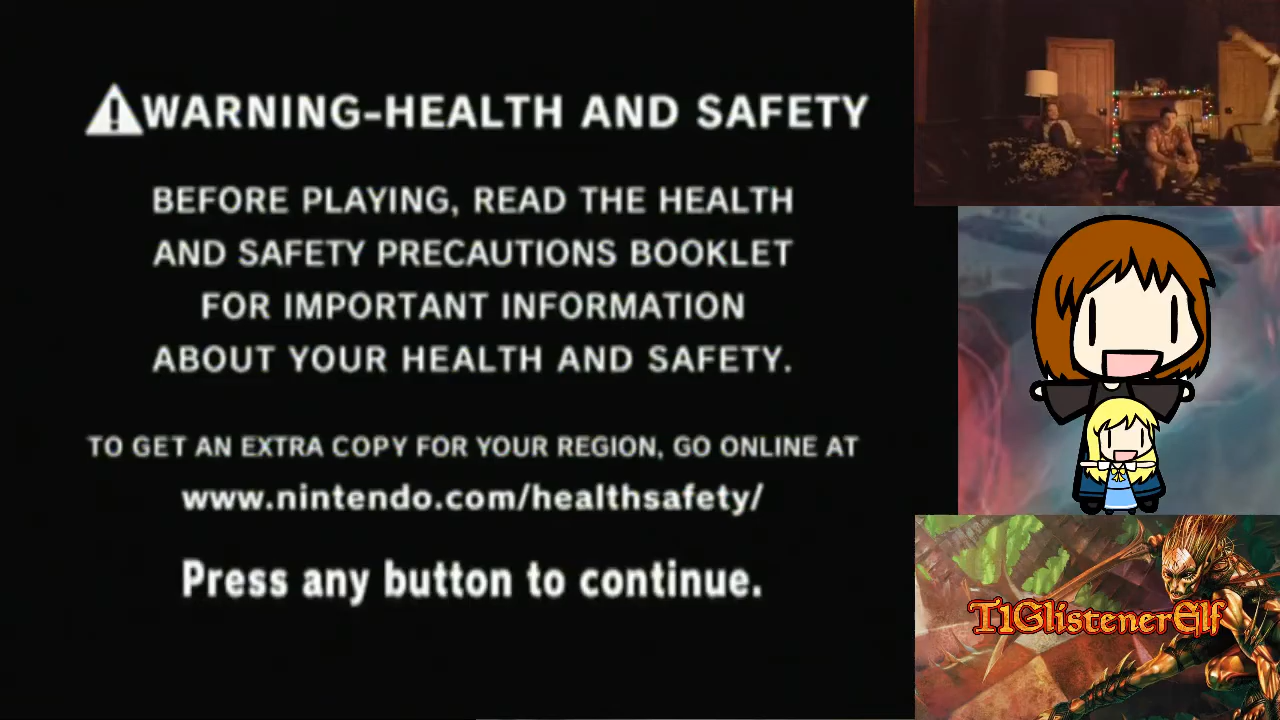 WARNING-HEALTH AND SAFETY
BEFORE PLAYING, READ THE HEALTH
AND SAFETY PRECAUTIONS BOOKLET
FOR IMPORTANT INFORMATION
ABOUT YOUR HEALTH AND SAFETY.
TO GET AN EXTRA COPY FOR YOUR REGION, GO ONLINE AT
www.nintendo.com/healthsafety/
Press any button to continue.
T1GlistenerElf